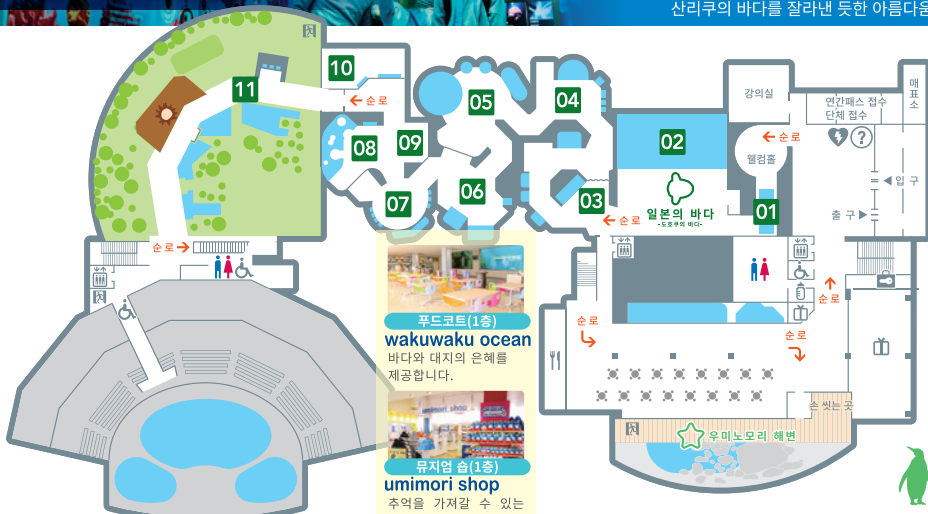 산리쿠의 바다를 잘라낸 듯한 아름다움
10
11
← 순로
05
04
강의실
매표소
연간패스 접수
단체 접수
08
09
02
← 순로
?
웰컴홀
◀입구
07
06
03
일본의 바다
-도호쿠의 바다-
01
← 순로
출구▶
순로 →
순로
푸드코트(1층)
wakuwaku ocean
바다와 대지의 은혜를
제공합니다.
순로
순로
umimori shop
손 씻는 곳
우미노모리 해변
뮤지엄 숍(1층)
umimori shop
추억을 가져갈 수 있는